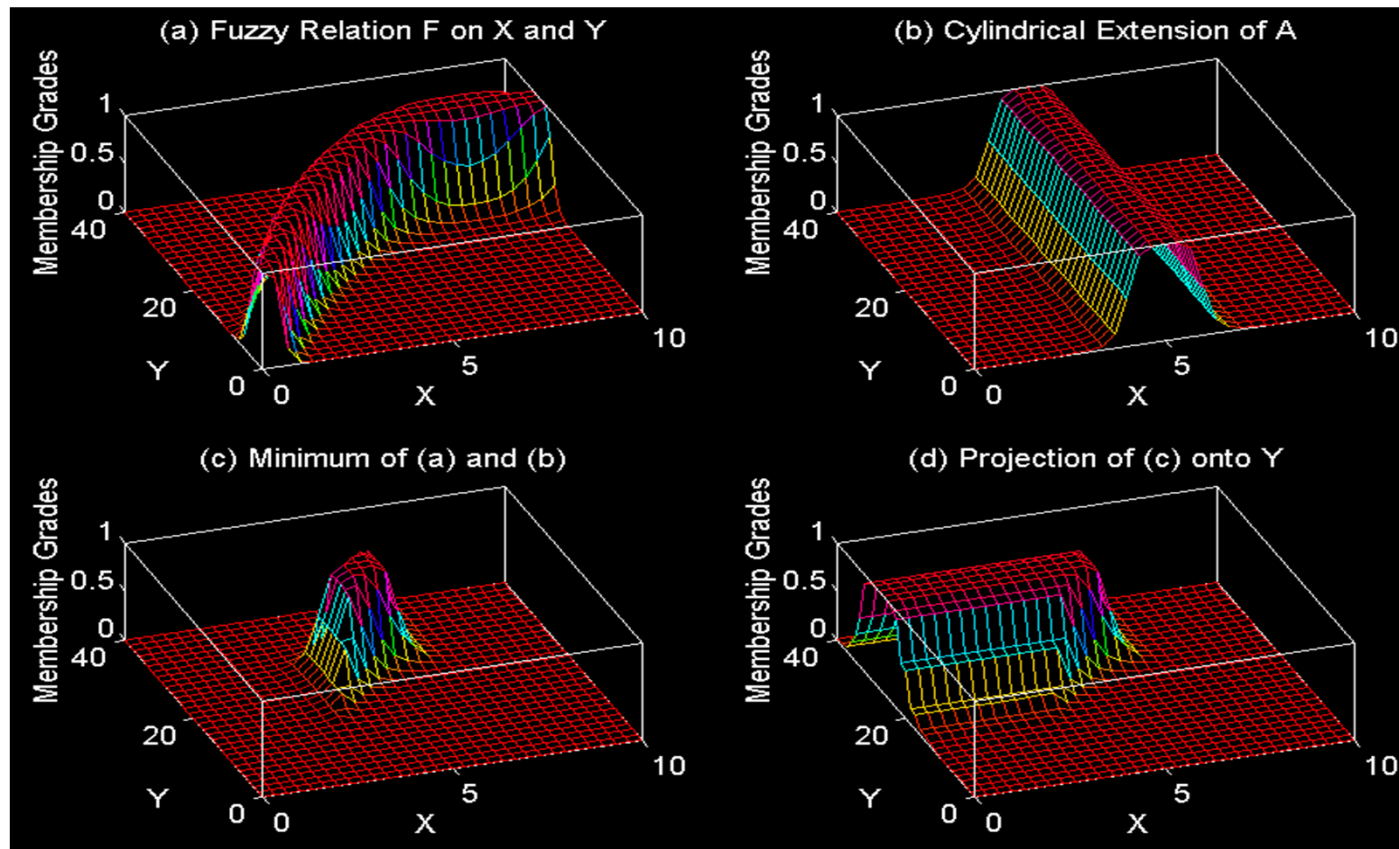 (a) Fuzzy Relation F on X and Y
Membership Grades
1
0.5
0
40
20
0
Y
0
5
10
X
(b) Cylindrical Extension of A
Membership Grades
1
0.5
0
40
20
0
Y
0
5
10
X
(c) Minimum of (a) and (b)
Membership Grades
1
0.5
0
40
20
0
Y
0
5
10
X
(d) Projection of (c) onto Y
Membership Grades
1
0.5
0
40
20
0
Y
0
5
10
X